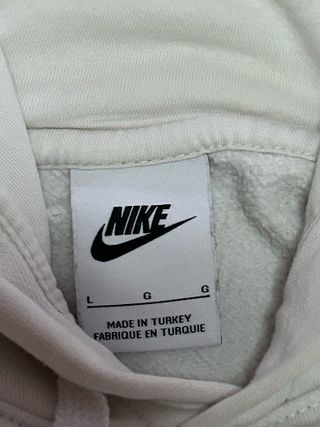 NIKE
L G G
MADE IN TURKEY
FABRIQUE EN TURQUIE